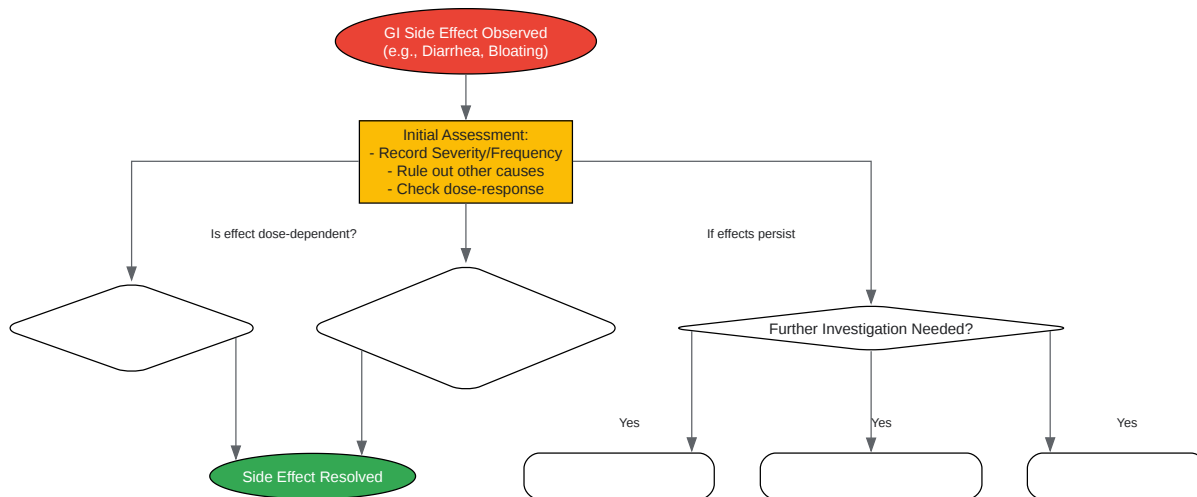 GI Side Effect Observed
(e.g., Diarrhea, Bloating)
Initial Assessment:
- Record Severity/Frequency
- Rule out other causes
- Check dose-response
Is effect dose-dependent?
If effects persist
Further Investigation Needed?
Yes
Yes
Yes
Side Effect Resolved